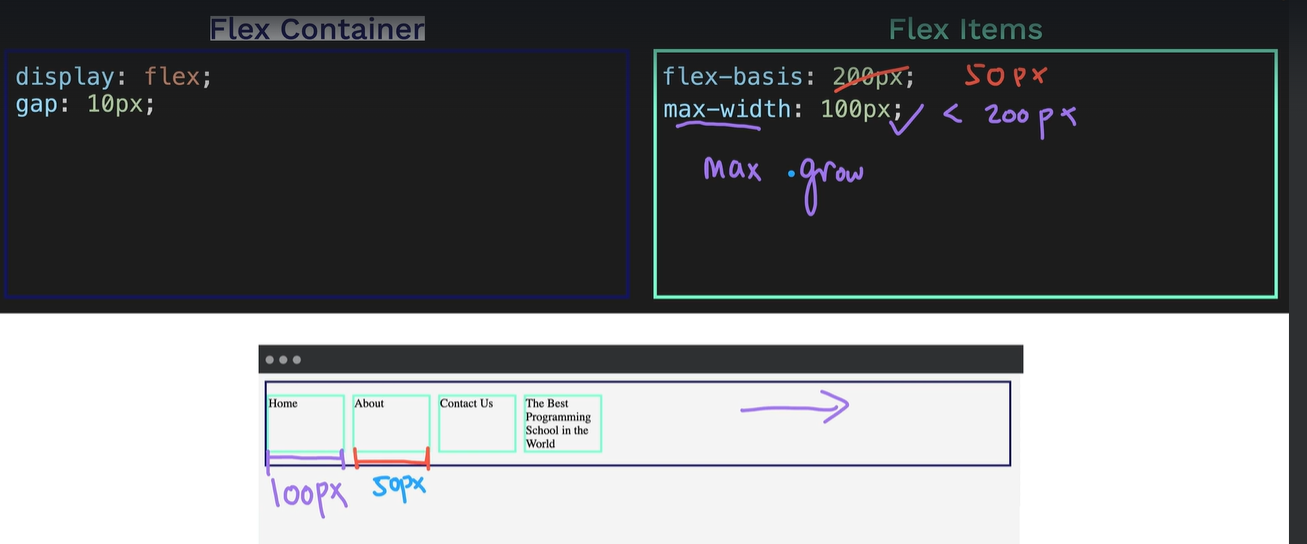 Flex Container
display: flex;
gap: 10px;
Flex Items
flex-basis: 200px; 50px
max-width: 100px; < 200px
max . grow
Home
About
Contact Us
The Best
Programming
School in the
World
100px
50px